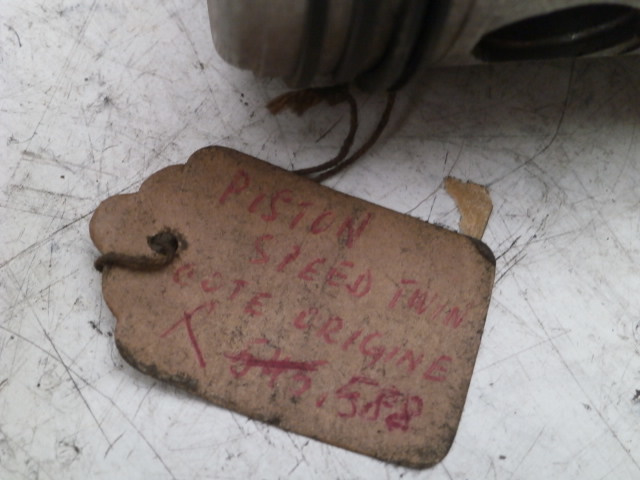 PISTON
SPEED TWIN
COTE ORIGINE
X